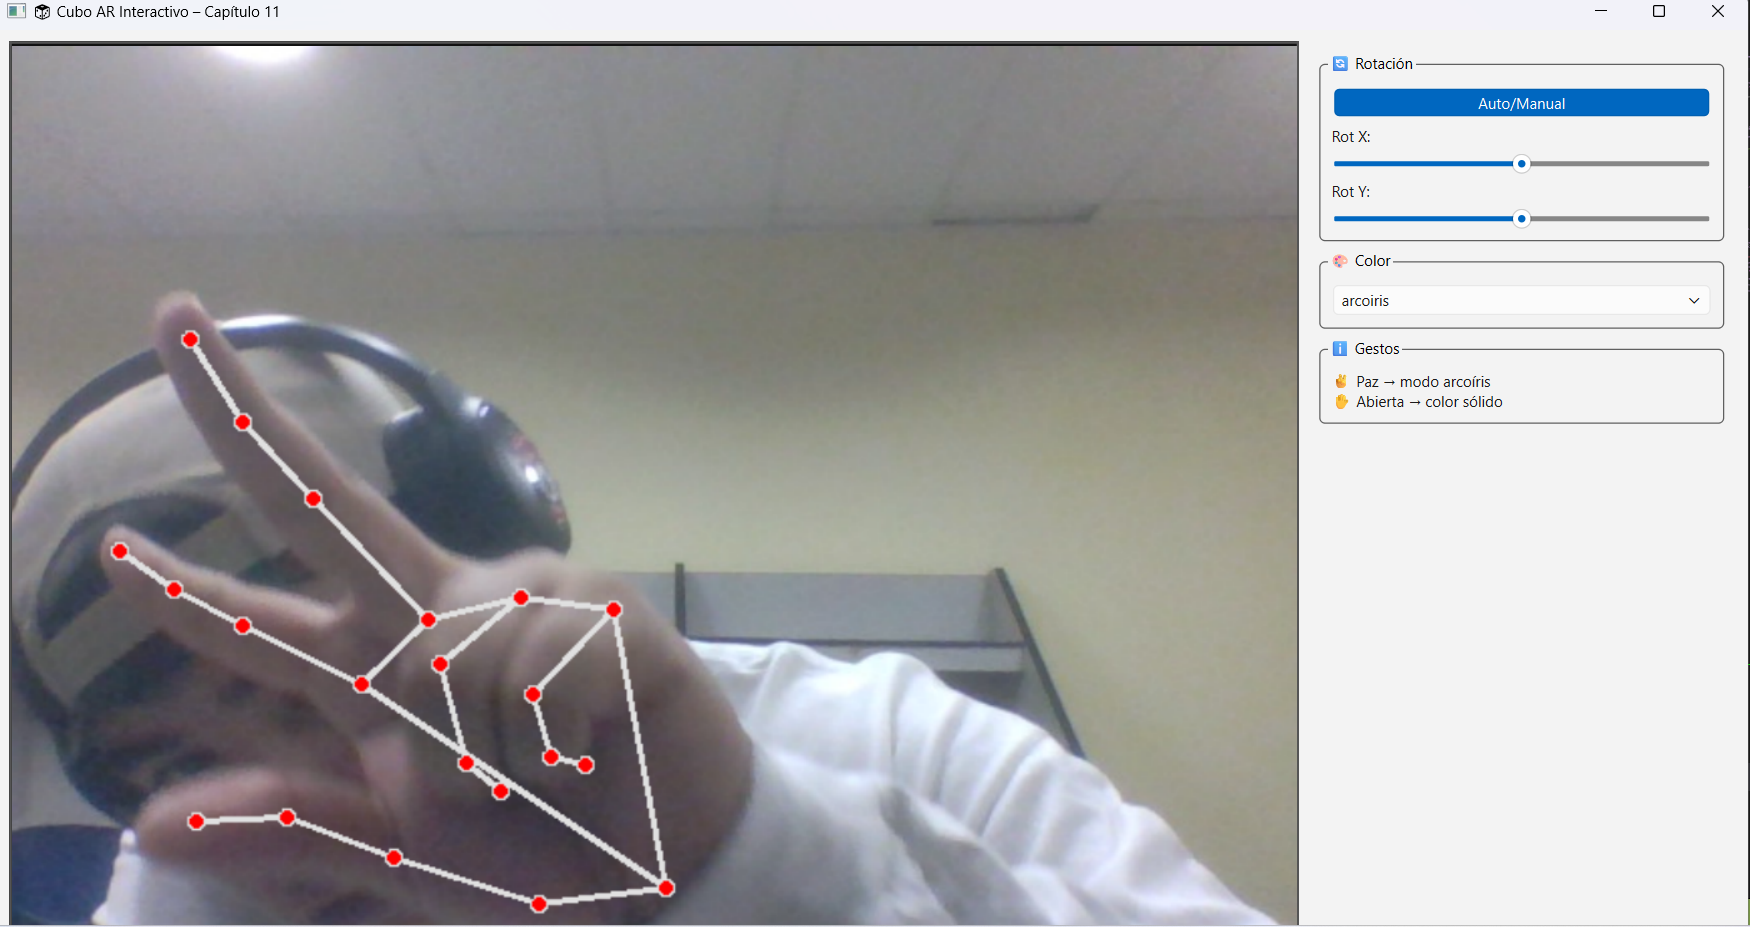 Cubo AR Interactivo – Capítulo 11
Rotación
Auto/Manual
Rot X:
Rot Y:
Color
arcoiris
Gestos
Paz → modo arcoíris
Abierta → color sólido